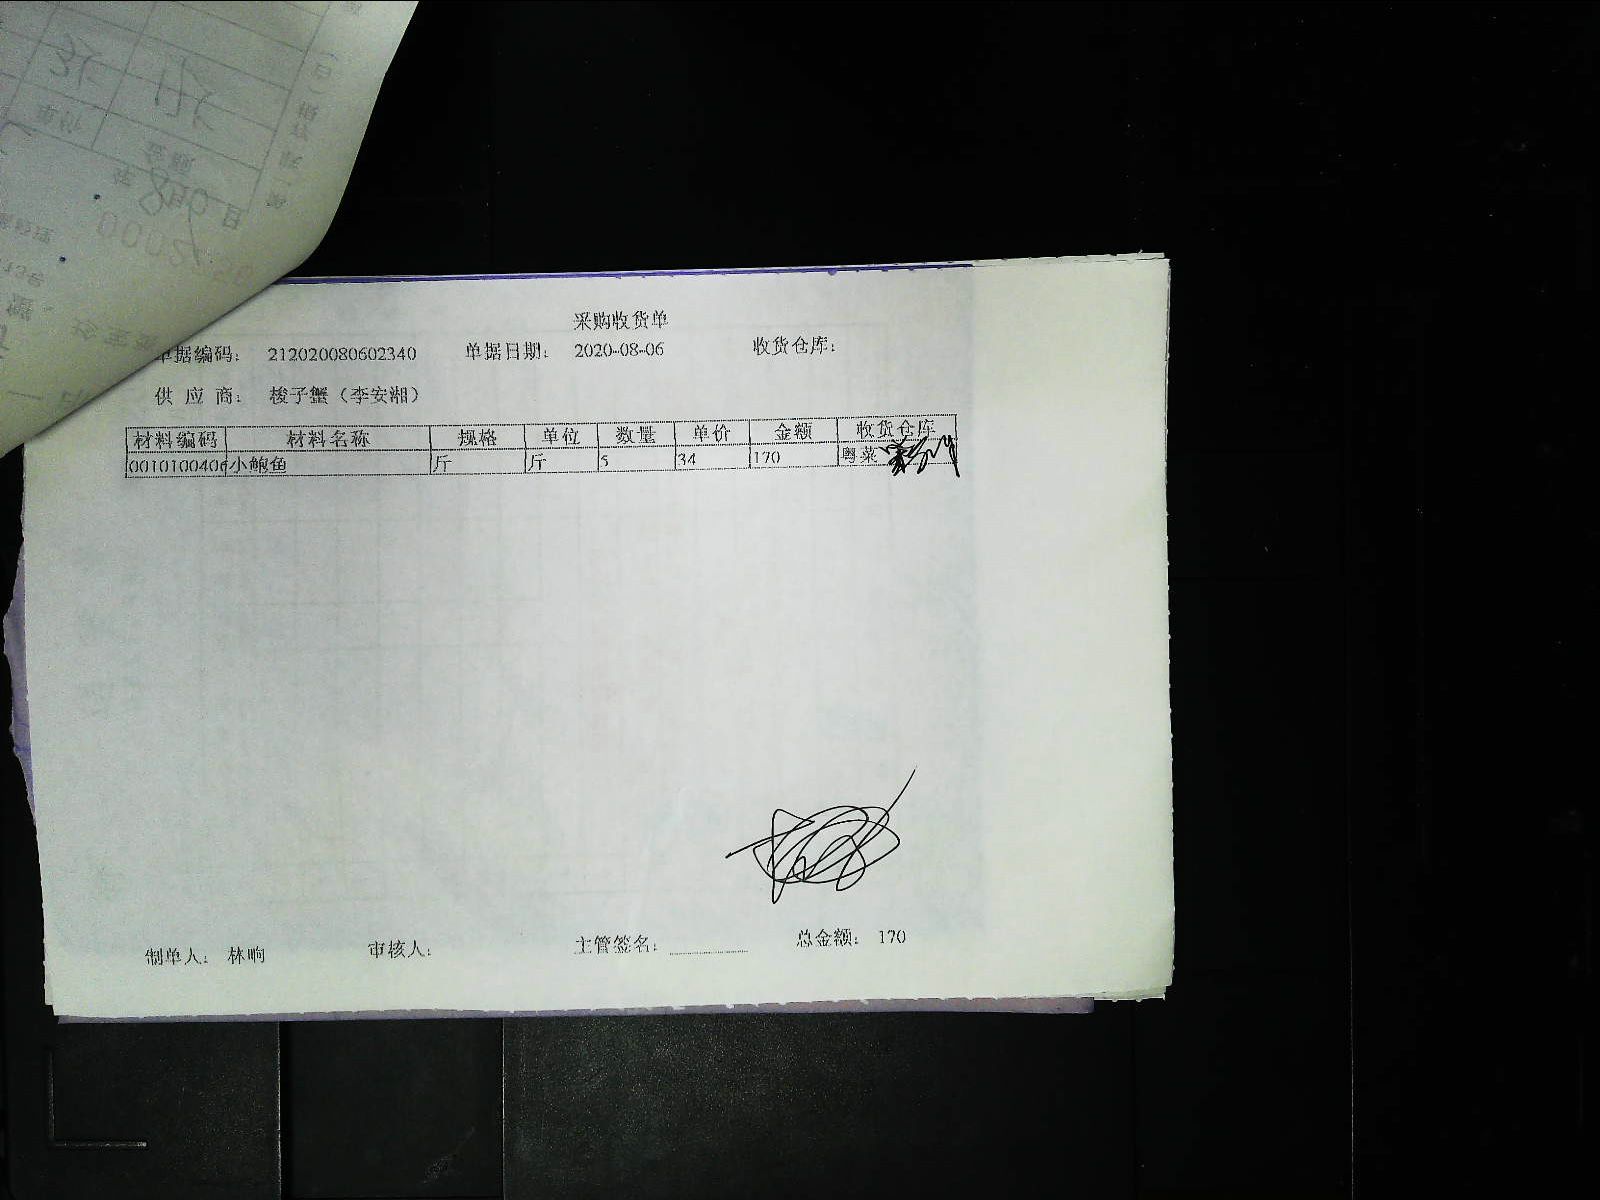 采购收货单
单据编码: 212020080602340 单据日期: 2020-08-06 收货仓库:
供应商: 梭子蟹（李安湘）
材料编码 材料名称 规格 单位 数量 单价 金额 收货仓库
0010100406 小鲍鱼 斤 斤 5 34 170 粤菜
制单人: 林晌 审核人: 主管签名: 总金额: 170